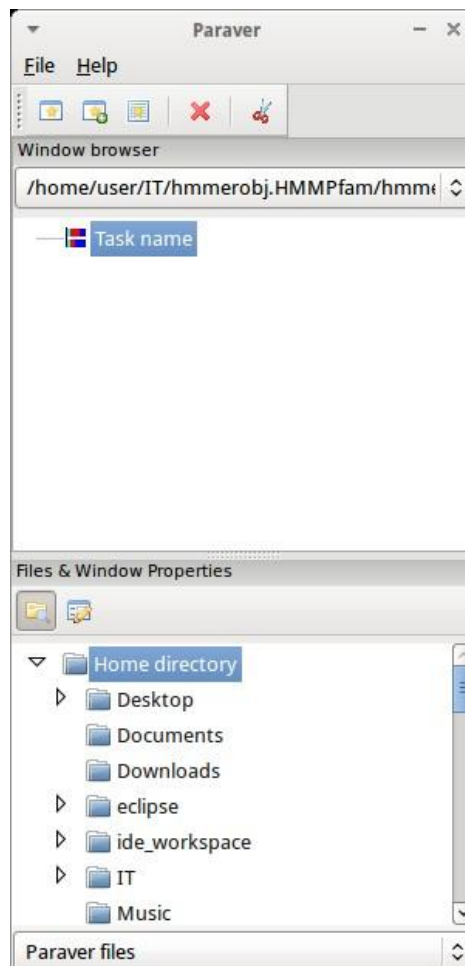 Paraver
File Help
Window browser
/home/user/IT/hmmerobj.HMMPfam/hmme
Task name
Files & Window Properties
Home directory
Desktop
Documents
Downloads
eclipse
ide_workspace
IT
Music
Paraver files